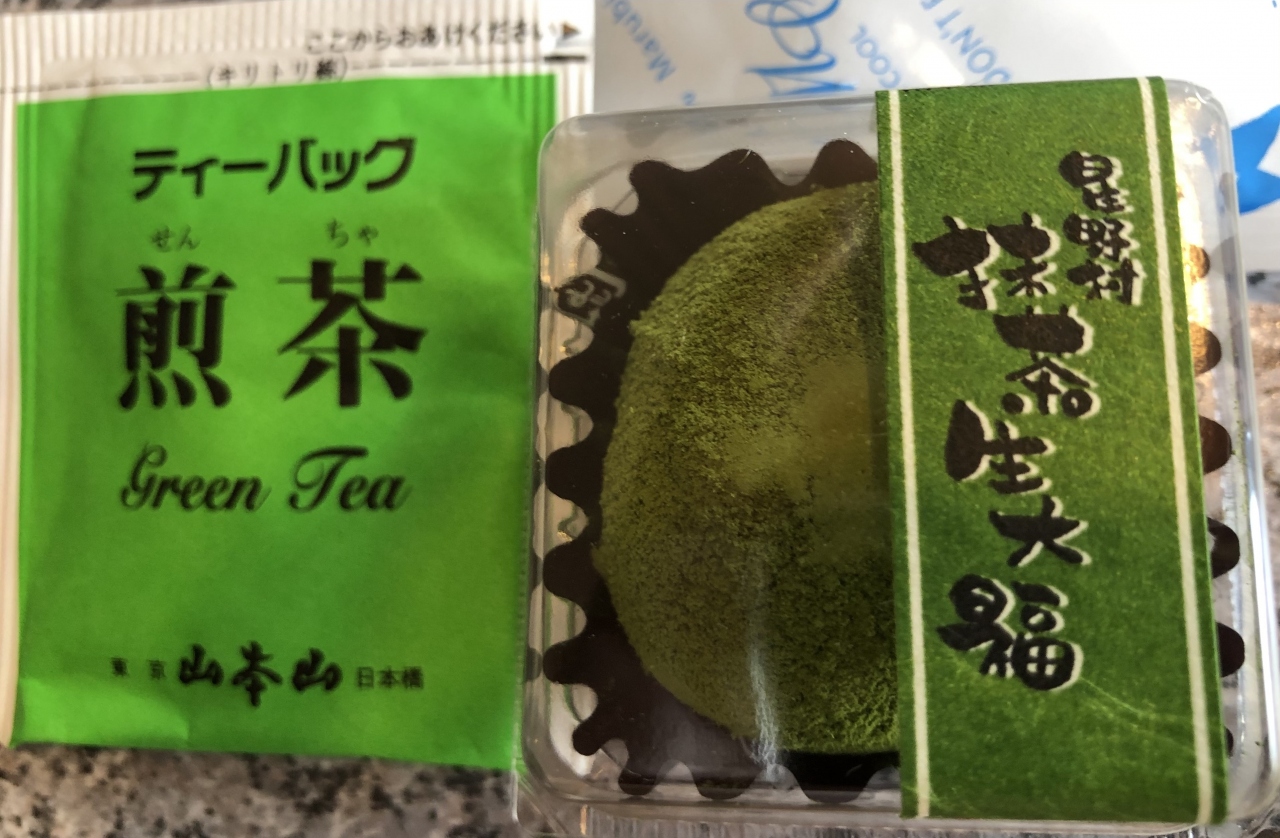 ここからおあけください▶
(キリトリ線)
ティーバッグ
せん ちゃ
煎茶
Green Tea
東京 山本山 日本橋
星野村
抹茶生大福
COOL
DON'T